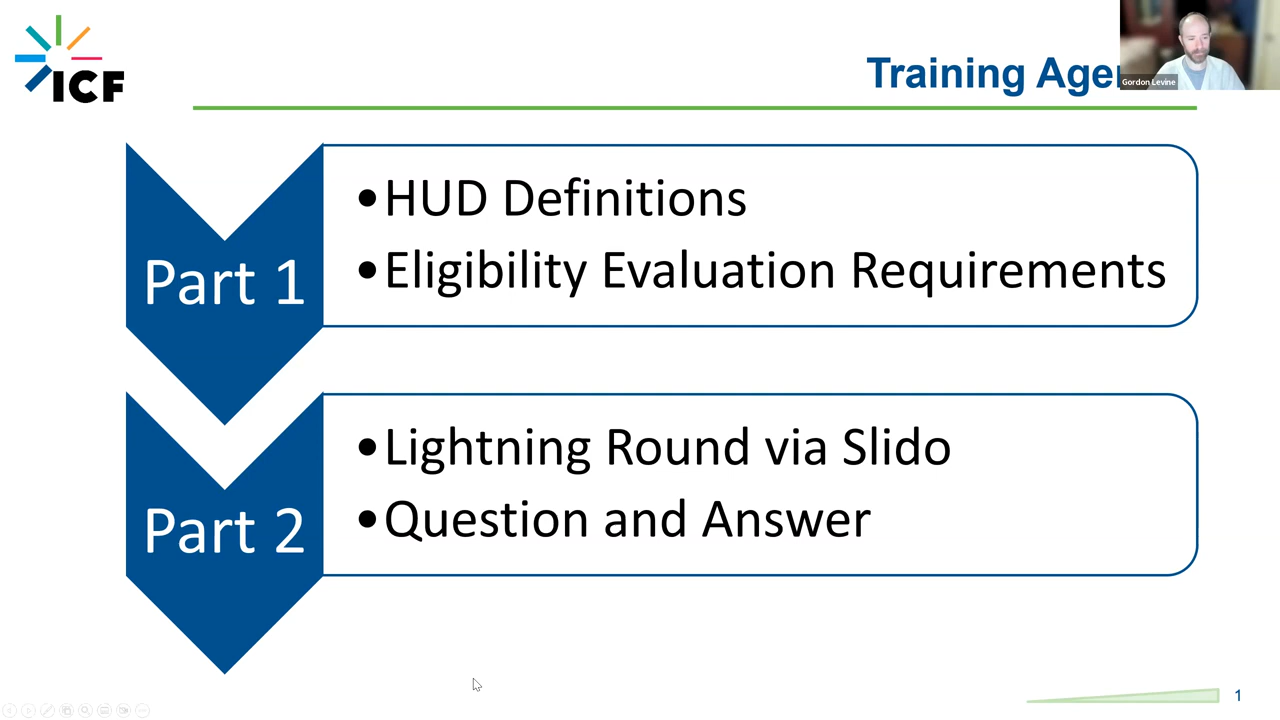 ICF
Training Age
Gordon Levine
Part 1
•HUD Definitions
•Eligibility Evaluation Requirements
Part 2
•Lightning Round via Slido
•Question and Answer
1